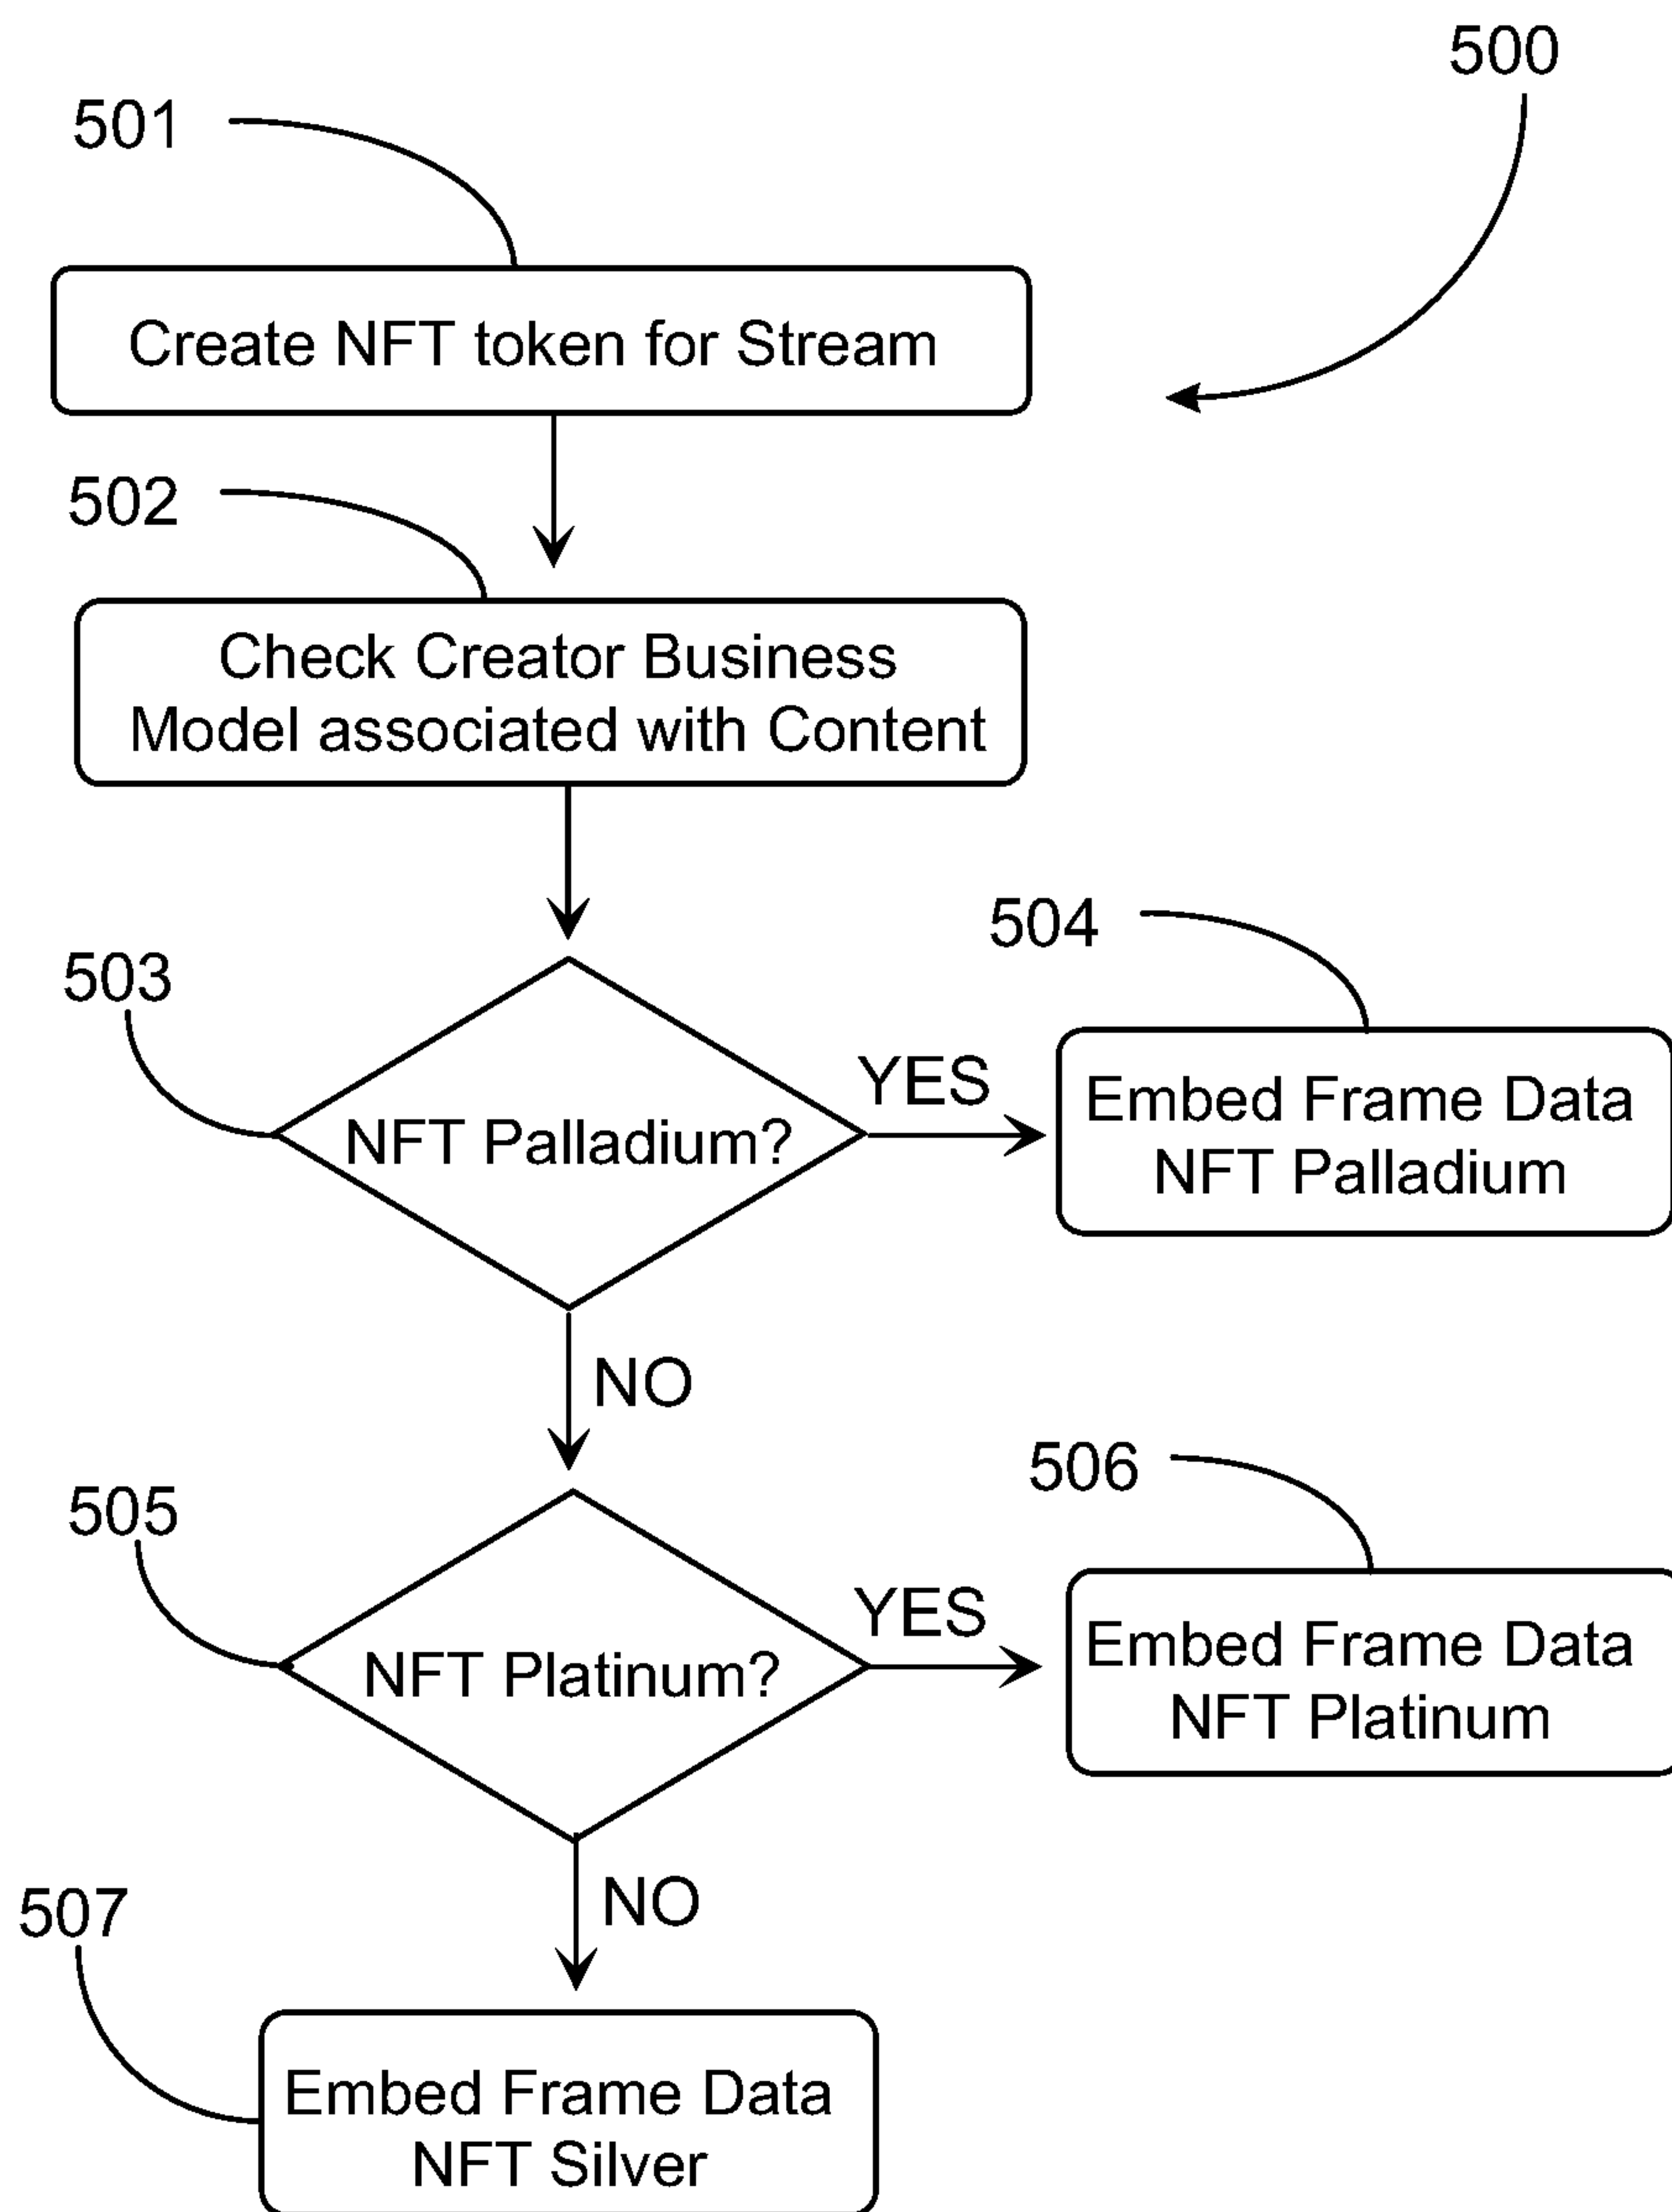 500
501
Create NFT token for Stream
502
Check Creator Business
Model associated with Content
503
NFT Palladium?
YES
504
Embed Frame Data
NFT Palladium
NO
505
NFT Platinum?
YES
506
Embed Frame Data
NFT Platinum
NO
507
Embed Frame Data
NFT Silver